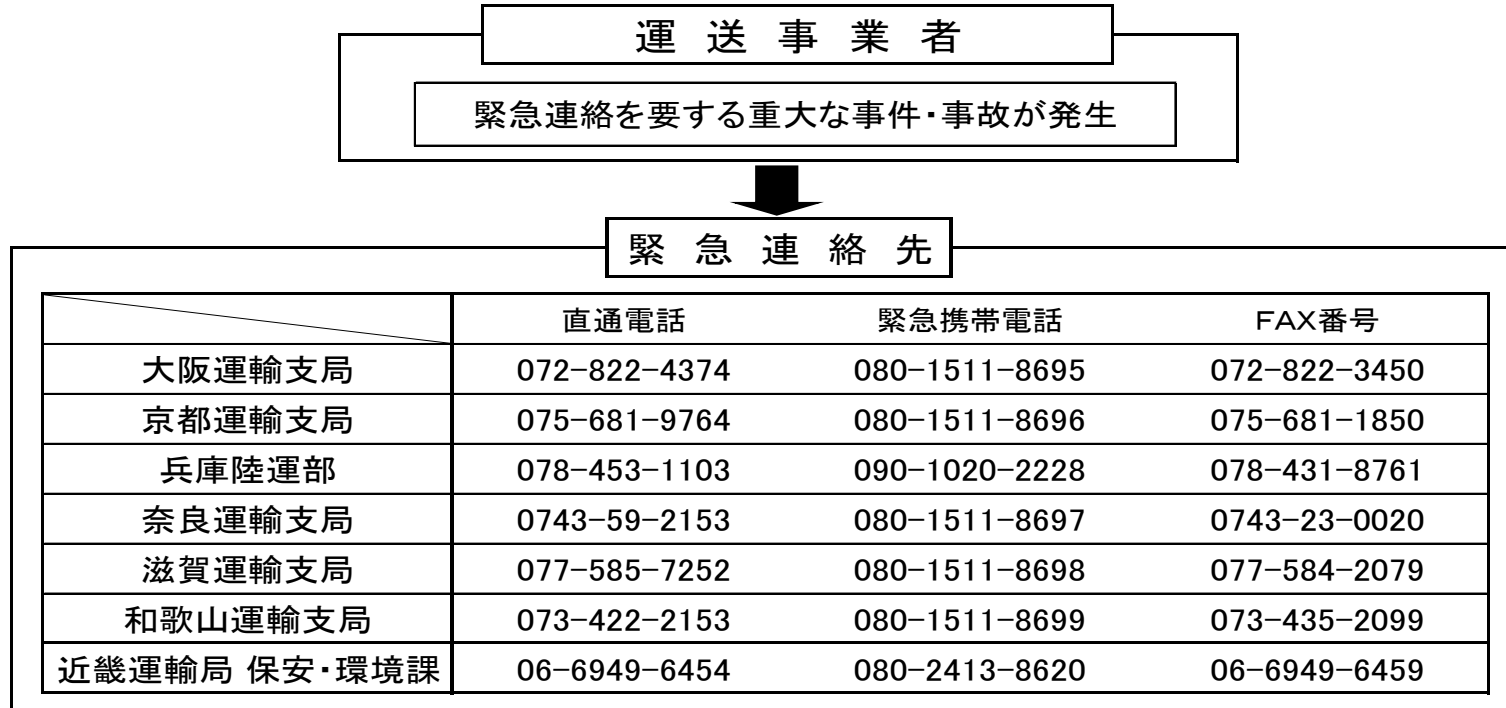 運送事業者
緊急連絡を要する重大な事件・事故が発生
緊急連絡先
直通電話 緊急携帯電話 FAX番号
大阪運輸支局 072-822-4374 080-1511-8695 072-822-3450
京都運輸支局 075-681-9764 080-1511-8696 075-681-1850
兵庫陸運部 078-453-1103 090-1020-2228 078-431-8761
奈良運輸支局 0743-59-2153 080-1511-8697 0743-23-0020
滋賀運輸支局 077-585-7252 080-1511-8698 077-584-2079
和歌山運輸支局 073-422-2153 080-1511-8699 073-435-2099
近畿運輸局 保安・環境課 06-6949-6454 080-2413-8620 06-6949-6459